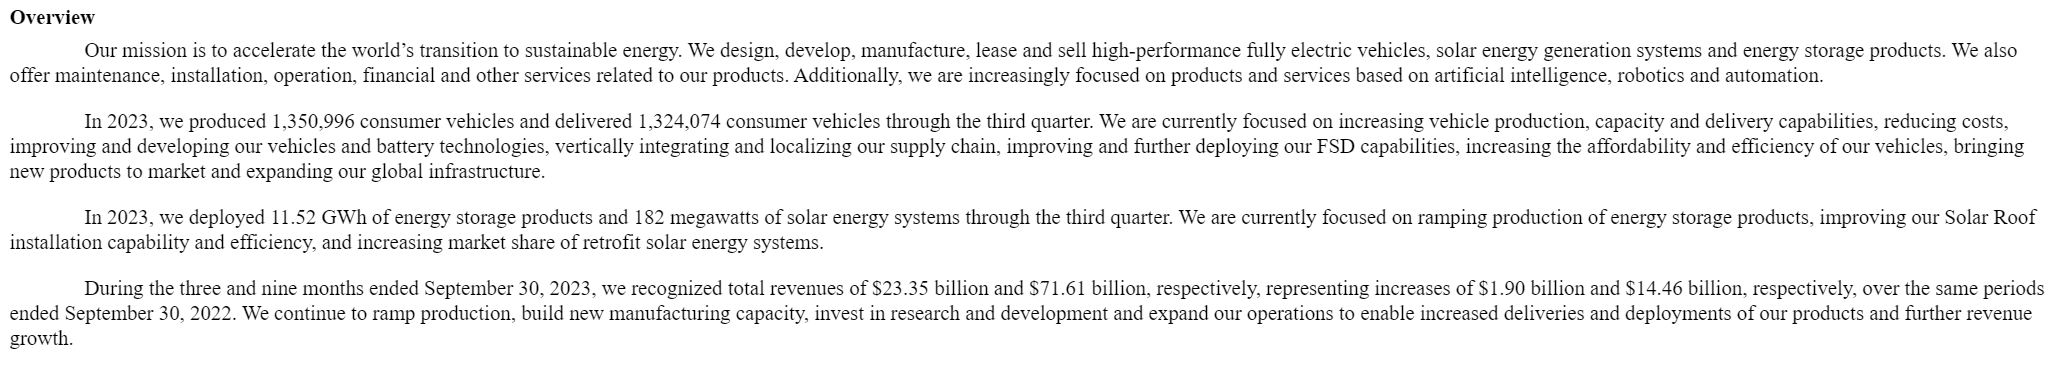 Overview
Our mission is to accelerate the world’s transition to sustainable energy. We design, develop, manufacture, lease and sell high-performance fully electric vehicles, solar energy generation systems and energy storage products. We also
offer maintenance, installation, operation, financial and other services related to our products. Additionally, we are increasingly focused on products and services based on artificial intelligence, robotics and automation.
In 2023, we produced 1,350,996 consumer vehicles and delivered 1,324,074 consumer vehicles through the third quarter. We are currently focused on increasing vehicle production, capacity and delivery capabilities, reducing costs,
improving and developing our vehicles and battery technologies, vertically integrating and localizing our supply chain, improving and further deploying our FSD capabilities, increasing the affordability and efficiency of our vehicles, bringing
new products to market and expanding our global infrastructure.
In 2023, we deployed 11.52 GWh of energy storage products and 182 megawatts of solar energy systems through the third quarter. We are currently focused on ramping production of energy storage products, improving our Solar Roof
installation capability and efficiency, and increasing market share of retrofit solar energy systems.
During the three and nine months ended September 30, 2023, we recognized total revenues of $23.35 billion and $71.61 billion, respectively, representing increases of $1.90 billion and $14.46 billion, respectively, over the same periods
ended September 30, 2022. We continue to ramp production, build new manufacturing capacity, invest in research and development and expand our operations to enable increased deliveries and deployments of our products and further revenue
growth.